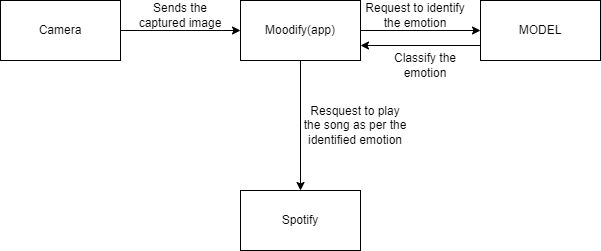 Sends the
captured image
Request to identify
the emotion
Camera
Moodify(app)
MODEL
Classify the
emotion
Resquest to play
the song as per the
identified emotion
Spotify